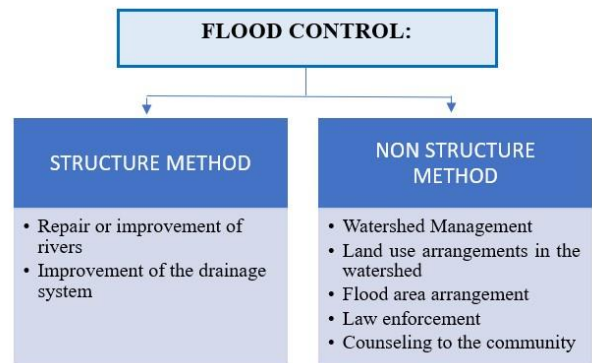 FLOOD CONTROL:
STRUCTURE METHOD
• Repair or improvement of
rivers
• Improvement of the drainage
system
NON STRUCTURE
METHOD
• Watershed Management
• Land use arrangements in the
watershed
• Flood area arrangement
• Law enforcement
• Counseling to the community